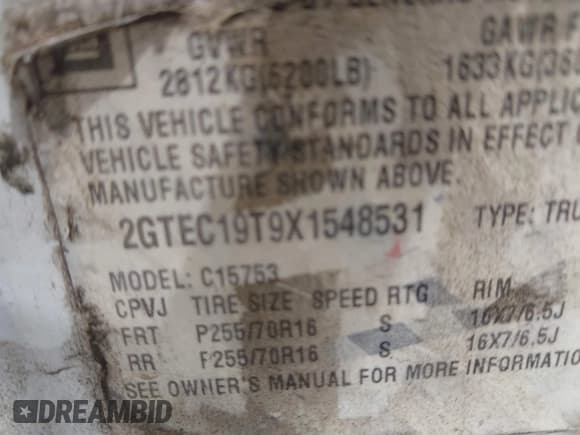 GVWR GAWR F
2812KG(6200LB) 1633KG(36
THIS VEHICLE CONFORMS TO ALL APPLIC
VEHICLE SAFETY STANDARDS IN EFFECT
MANUFACTURE SHOWN ABOVE.
2GTEC19T9X1548531 TYPE: TRU
MODEL: C15753
CPVJ TIRE SIZE SPEED RTG RIM
FRT P255/70R16 S 16X7/6.5J
RR P255/70R16 S 16X7/6.5J
SEE OWNER'S MANUAL FOR MORE INFORMATIO
DREAMBID